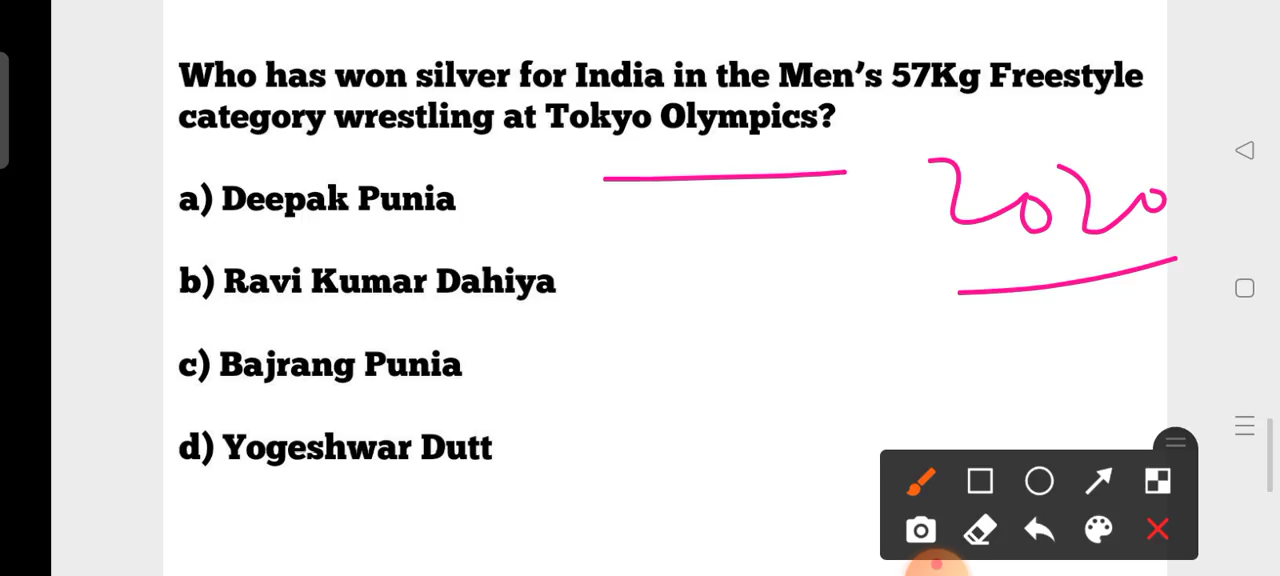 Who has won silver for India in the Men's 57Kg Freestyle
category wrestling at Tokyo Olympics?
2020
a) Deepak Punia
b) Ravi Kumar Dahiya
c) Bajrang Punia
d) Yogeshwar Dutt